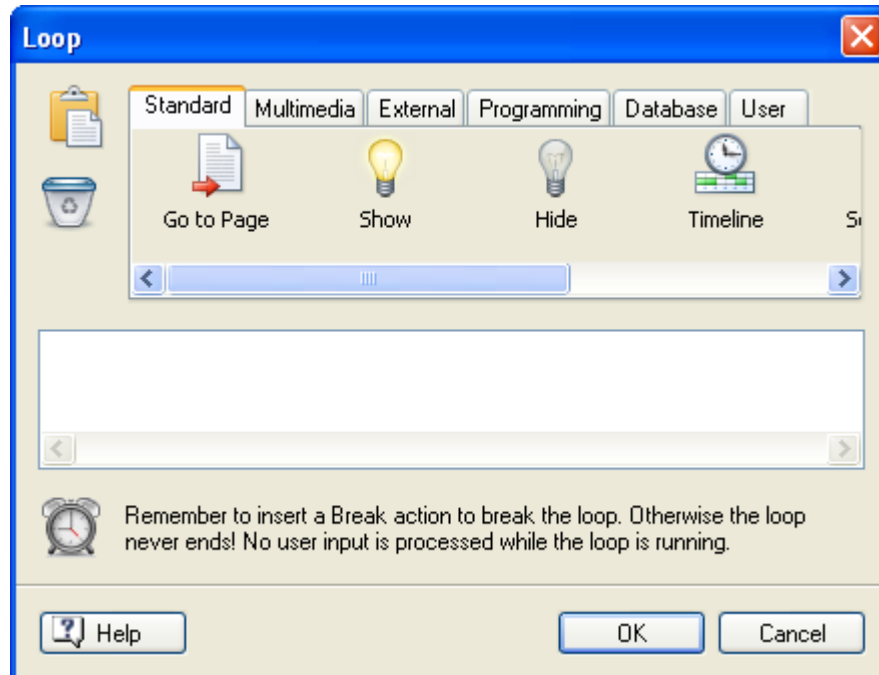 Loop
Standard Multimedia External Programming Database User
Go to Page Show Hide Timeline
Remember to insert a Break action to break the loop. Otherwise the loop
never ends! No user input is processed while the loop is running.
Help OK Cancel